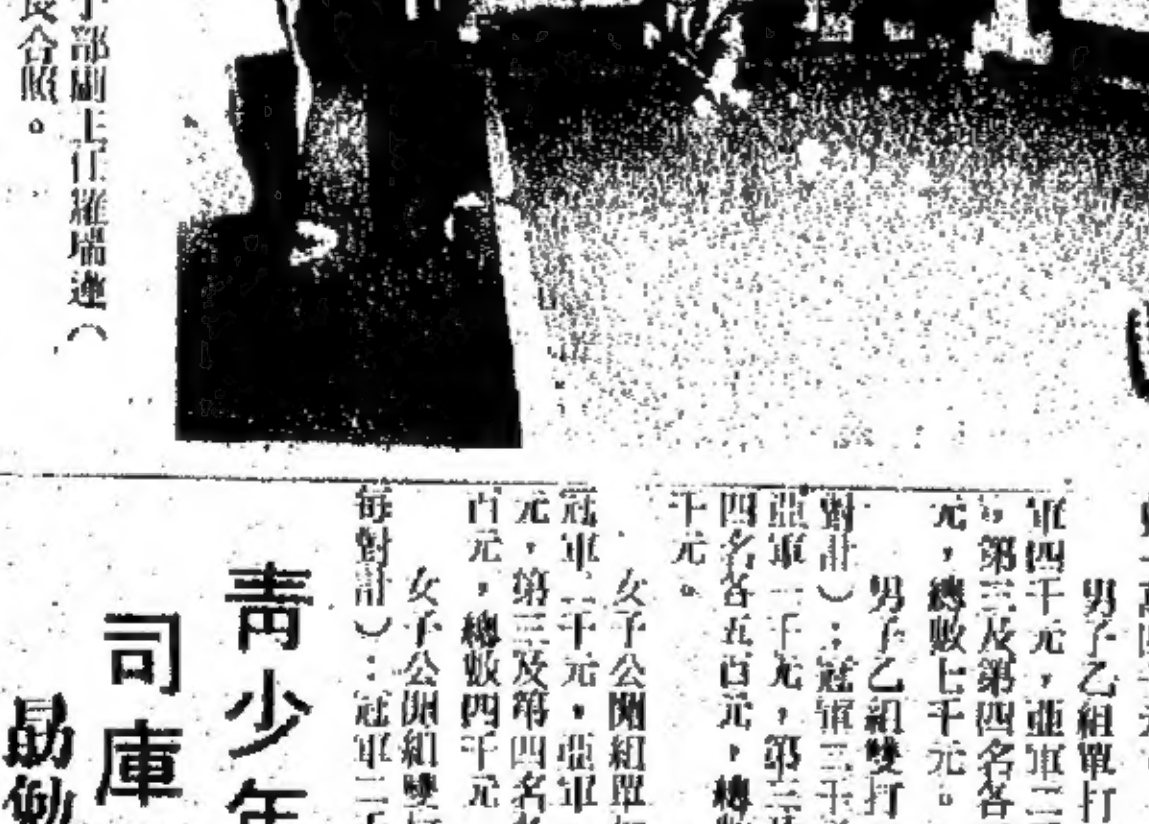 部副主任羅瑞蓮（
長合照。
男子乙組單打
軍四千元，亞軍二
，第三及第四名各
元，總數七千元。
男子乙組雙打
對計）：冠軍三千
亞軍一千元，第三
四名各五百元，總
千元。
女子公開組單
冠軍二千元，亞軍
元，第三及第四名
百元，總數四千元
女子公開組雙
每對計）：冠軍二
青少年
司庫